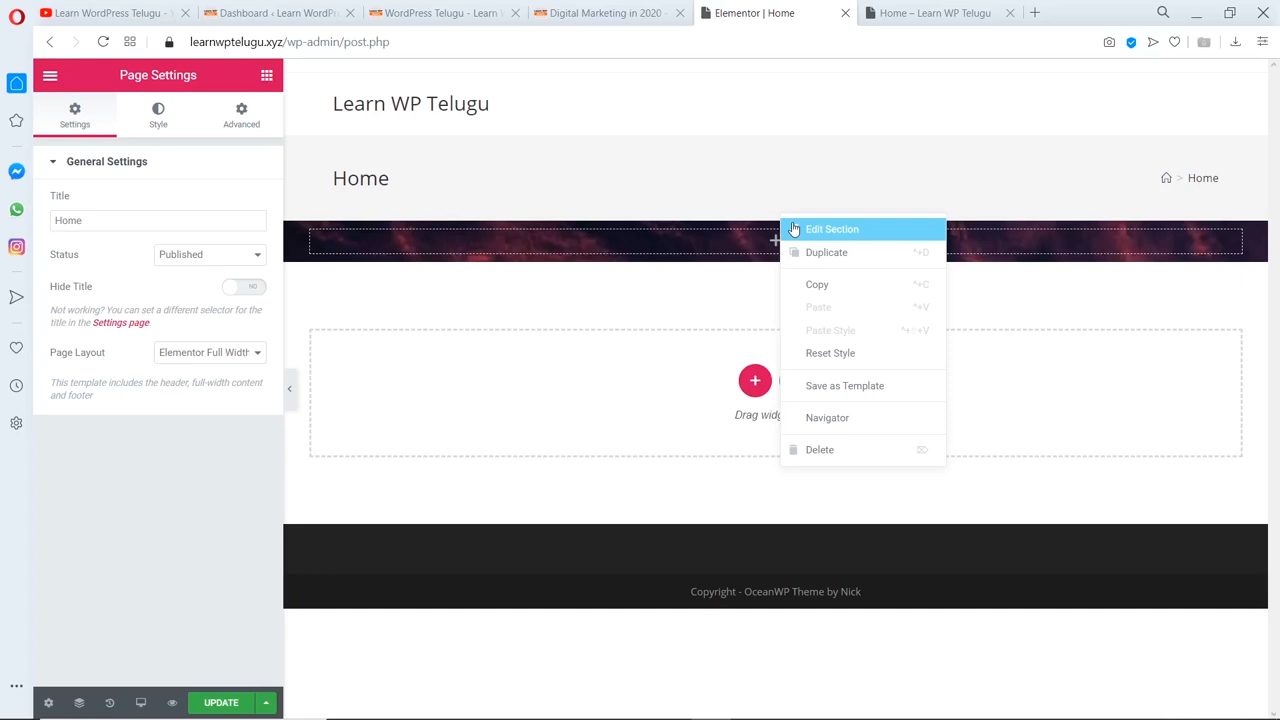 Learn WordPress Telugu -
Dashboard ‹ Learn WordPr
WordPress Telugu - Learn W
Digital Marketing in 2020 -
Elementor | Home
Home – Learn WP Telugu
learnwptelugu.xyz/wp-admin/post.php
Page Settings
Settings
Style
Advanced
General Settings
Title
Home
Status
Published
Hide Title
NO
Not working? You can set a different selector for the
title in the Settings page.
Page Layout
Elementor Full Width
This template includes the header, full-width content
and footer
UPDATE
Learn WP Telugu
Home
> Home
Edit Section
Duplicate ^+D
Copy ^+C
Paste ^+V
Paste Style ^+⇧+V
Reset Style
Save as Template
Navigator
Delete ⌦
Drag widg
Copyright - OceanWP Theme by Nick